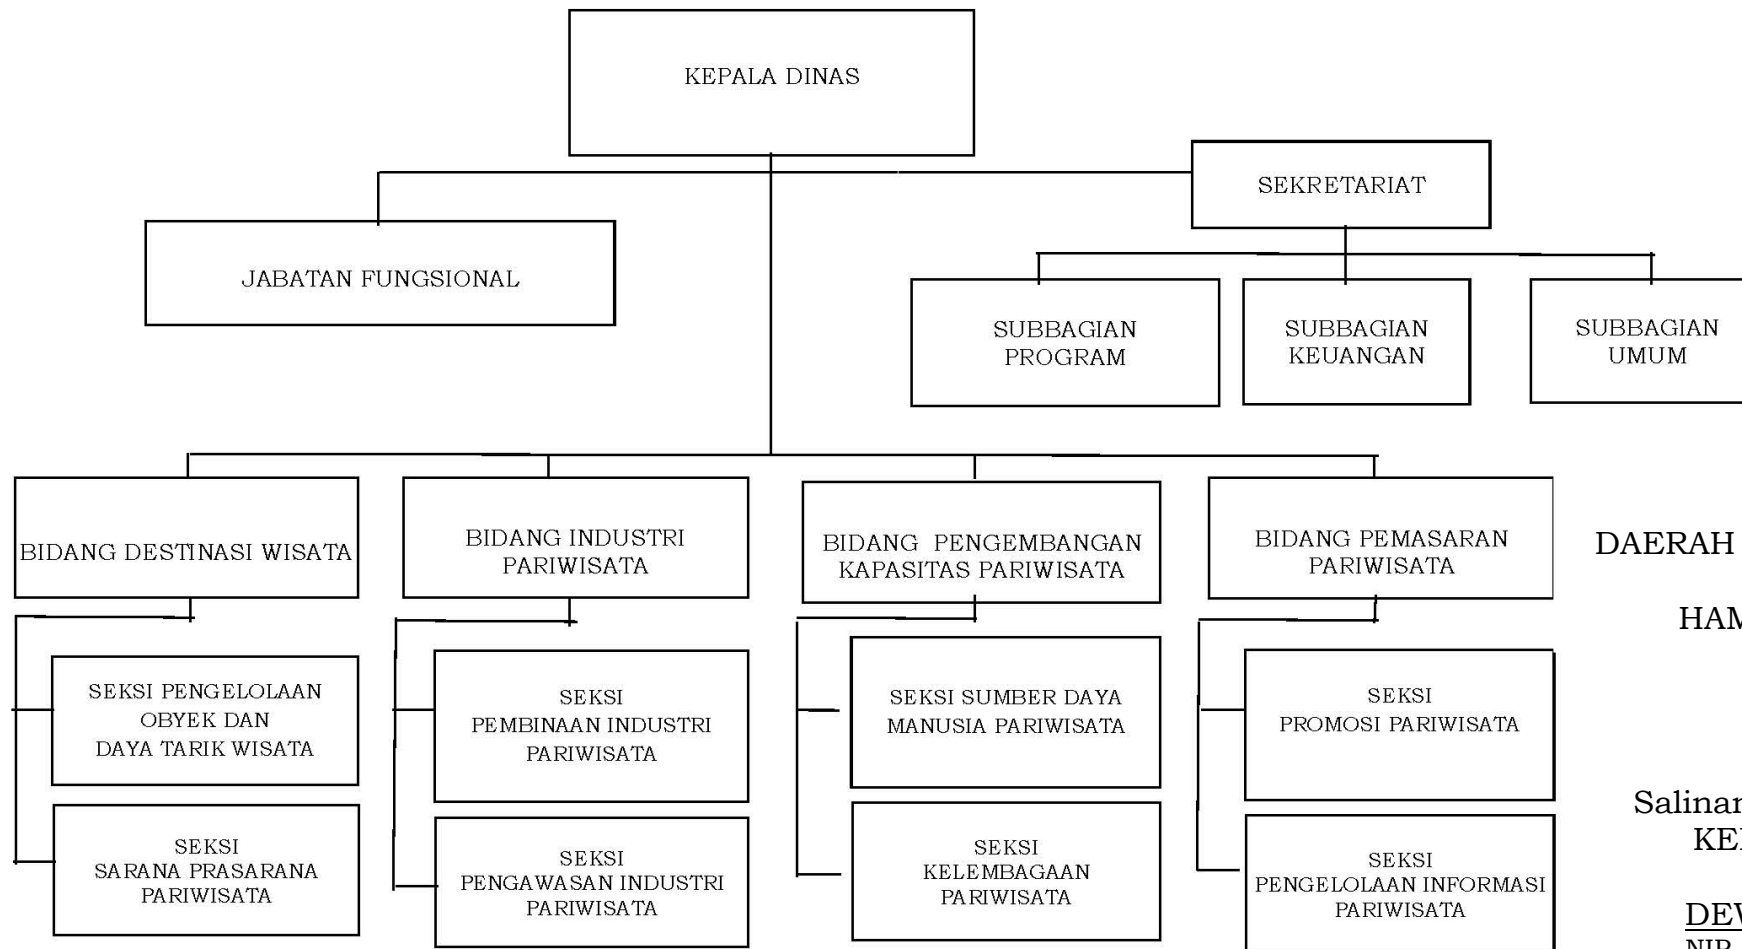 KEPALA DINAS
SEKRETARIAT
JABATAN FUNGSIONAL
SUBBAGIAN
PROGRAM
SUBBAGIAN
KEUANGAN
SUBBAGIAN
UMUM
BIDANG DESTINASI WISATA
BIDANG INDUSTRI
PARIWISATA
BIDANG PENGEMBANGAN
KAPASITAS PARIWISATA
BIDANG PEMASARAN
PARIWISATA
DAERAH
SEKSI PENGELOLAAN
OBYEK DAN
DAYA TARIK WISATA
SEKSI
PEMBINAAN INDUSTRI
PARIWISATA
SEKSI SUMBER DAYA
MANUSIA PARIWISATA
SEKSI
PROMOSI PARIWISATA
SEKSI
SARANA PRASARANA
PARIWISATA
SEKSI
PENGAWASAN INDUSTRI
PARIWISATA
SEKSI
KELEMBAGAAN
PARIWISATA
SEKSI
PENGELOLAAN INFORMASI
PARIWISATA